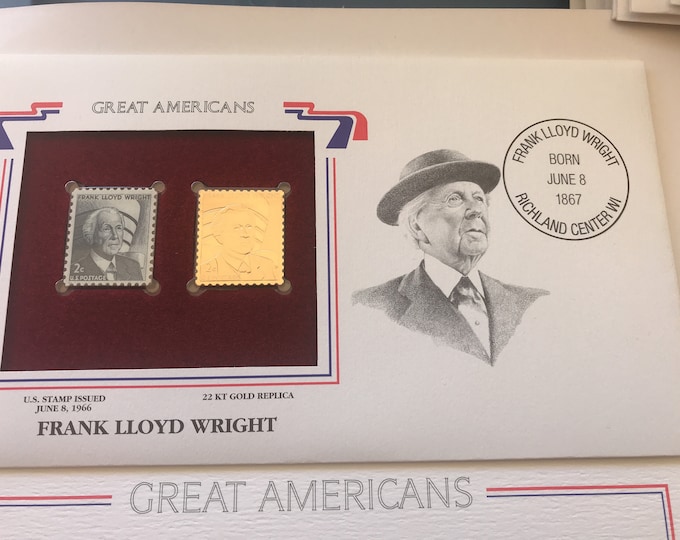 GREAT AMERICANS
FRANK LLOYD WRIGHT
2c
U.S. POSTAGE
2c
FRANK LLOYD WRIGHT
BORN
JUNE 8
1867
RICHLAND CENTER WI
U.S. STAMP ISSUED
JUNE 8, 1966
22 KT GOLD REPLICA
FRANK LLOYD WRIGHT
GREAT AMERICANS